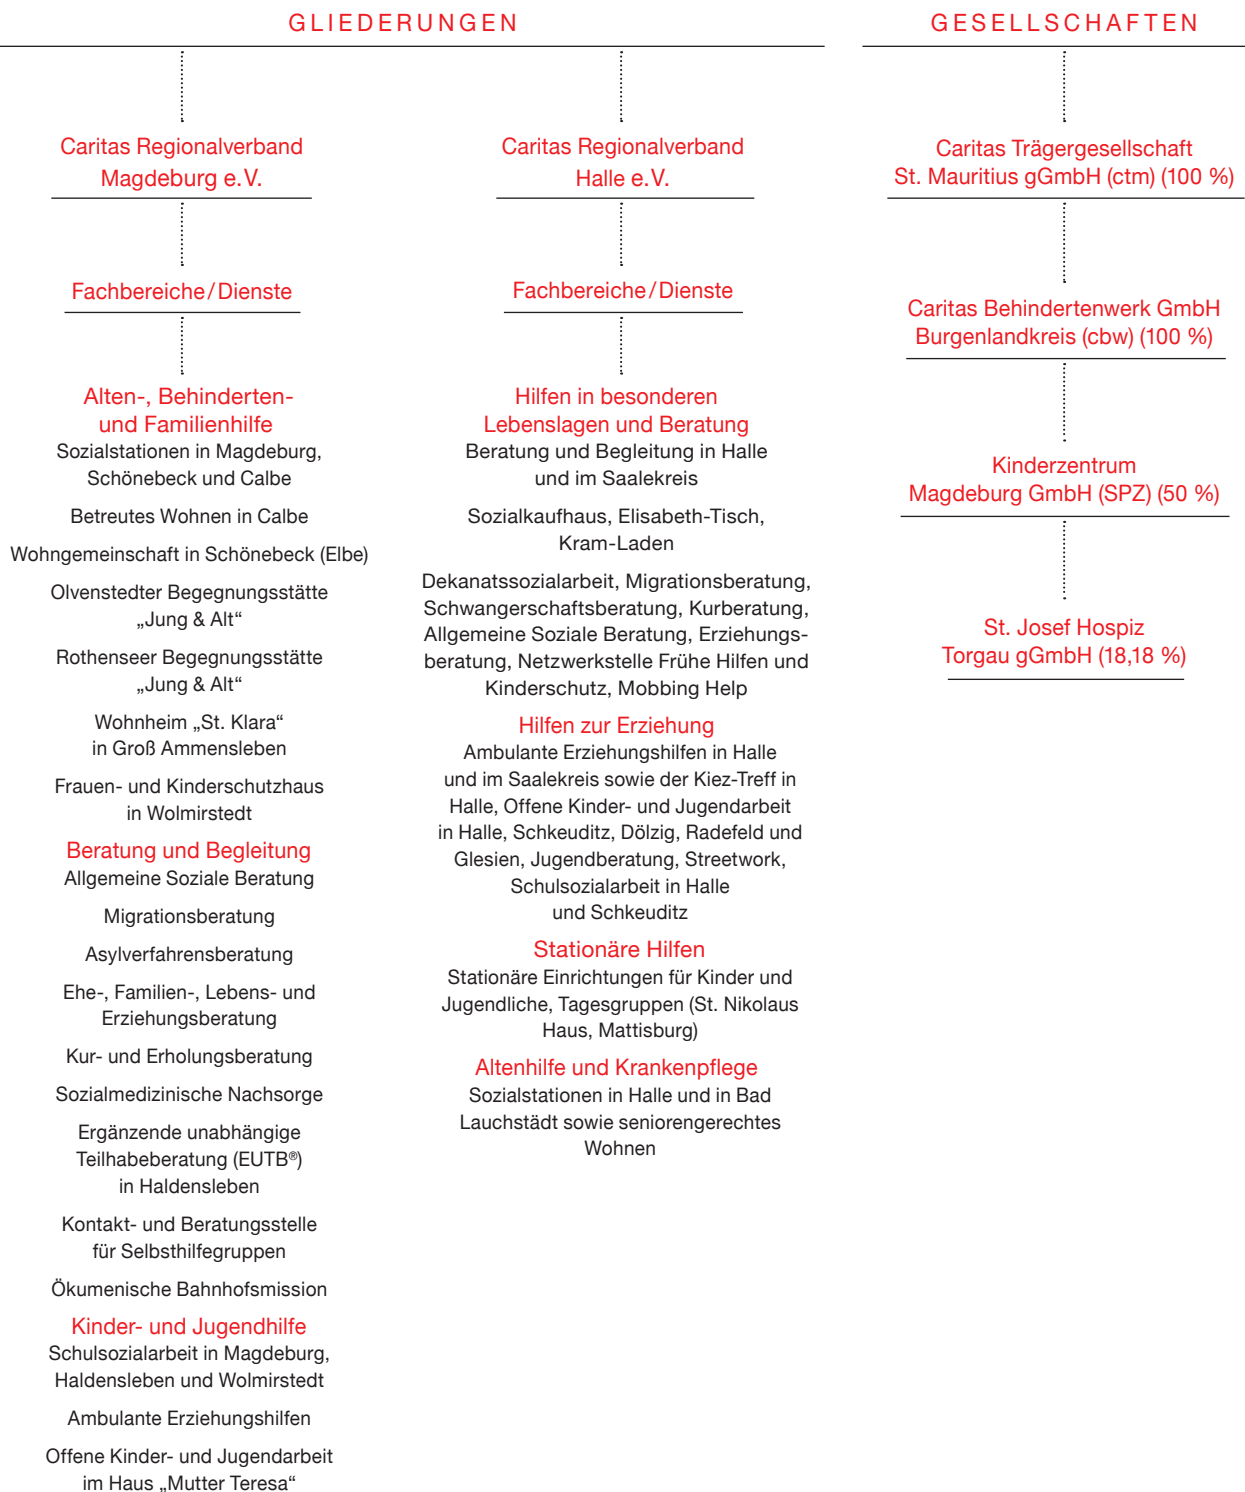 GLIEDERUNGEN
Caritas Regionalverband
Magdeburg e.V.
Fachbereiche/Dienste
Alten-, Behinderten-
und Familienhilfe
Sozialstationen in Magdeburg,
Schönebeck und Calbe
Betreutes Wohnen in Calbe
Wohngemeinschaft in Schönebeck (Elbe)
Olvenstedter Begegnungsstätte
„Jung & Alt“
Rothenseer Begegnungsstätte
„Jung & Alt“
Wohnheim „St. Klara“
in Groß Ammensleben
Frauen- und Kinderschutzhaus
in Wolmirstedt
Beratung und Begleitung
Allgemeine Soziale Beratung
Migrationsberatung
Asylverfahrensberatung
Ehe-, Familien-, Lebens- und
Erziehungsberatung
Kur- und Erholungsberatung
Sozialmedizinische Nachsorge
Ergänzende unabhängige
Teilhabeberatung (EUTB®)
in Haldensleben
Kontakt- und Beratungsstelle
für Selbsthilfegruppen
Ökumenische Bahnhofsmission
Kinder- und Jugendhilfe
Schulsozialarbeit in Magdeburg,
Haldensleben und Wolmirstedt
Ambulante Erziehungshilfen
Offene Kinder- und Jugendarbeit
im Haus „Mutter Teresa“
Caritas Regionalverband
Halle e.V.
Fachbereiche/Dienste
Hilfen in besonderen
Lebenslagen und Beratung
Beratung und Begleitung in Halle
und im Saalekreis
Sozialkaufhaus, Elisabeth-Tisch,
Kram-Laden
Dekanatssozialarbeit, Migrationsberatung,
Schwangerschaftsberatung, Kurberatung,
Allgemeine Soziale Beratung, Erziehungs-
beratung, Netzwerkstelle Frühe Hilfen und
Kinderschutz, Mobbing Help
Hilfen zur Erziehung
Ambulante Erziehungshilfen in Halle
und im Saalekreis sowie der Kiez-Treff in
Halle, Offene Kinder- und Jugendarbeit
in Halle, Schkeuditz, Dölzig, Radefeld und
Glesien, Jugendberatung, Streetwork,
Schulsozialarbeit in Halle
und Schkeuditz
Stationäre Hilfen
Stationäre Einrichtungen für Kinder und
Jugendliche, Tagesgruppen (St. Nikolaus
Haus, Mattisburg)
Altenhilfe und Krankenpflege
Sozialstationen in Halle und in Bad
Lauchstädt sowie seniorengerechtes
Wohnen
GESELLSCHAFTEN
Caritas Trägergesellschaft
St. Mauritius gGmbH (ctm) (100 %)
Caritas Behindertenwerk GmbH
Burgenlandkreis (cbw) (100 %)
Kinderzentrum
Magdeburg GmbH (SPZ) (50 %)
St. Josef Hospiz
Torgau gGmbH (18,18 %)